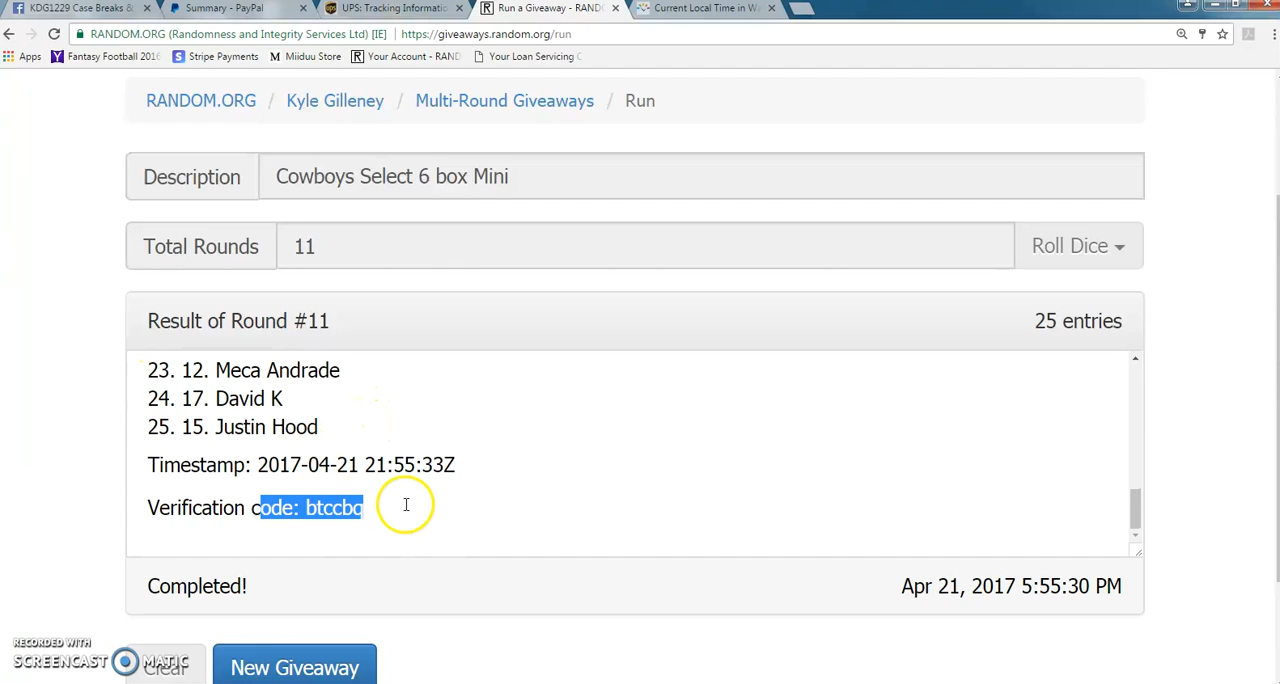 KDG1229 Case Breaks &
Summary - PayPal
UPS: Tracking Informatio
Run a Giveaway - RANDO
Current Local Time in Wa
RANDOM.ORG (Randomness and Integrity Services Ltd) [IE] https://giveaways.random.org/run
Apps Fantasy Football 2016 Stripe Payments Miiduu Store Your Account - RAND Your Loan Servicing C
RANDOM.ORG / Kyle Gilleney / Multi-Round Giveaways / Run
Description Cowboys Select 6 box Mini
Total Rounds 11 Roll Dice
Result of Round #11 25 entries
23. 12. Meca Andrade
24. 17. David K
25. 15. Justin Hood
Timestamp: 2017-04-21 21:55:33Z
Verification code: btccbq
Completed! Apr 21, 2017 5:55:30 PM
RECORDED WITH
SCREENCAST MATIC
Clear New Giveaway